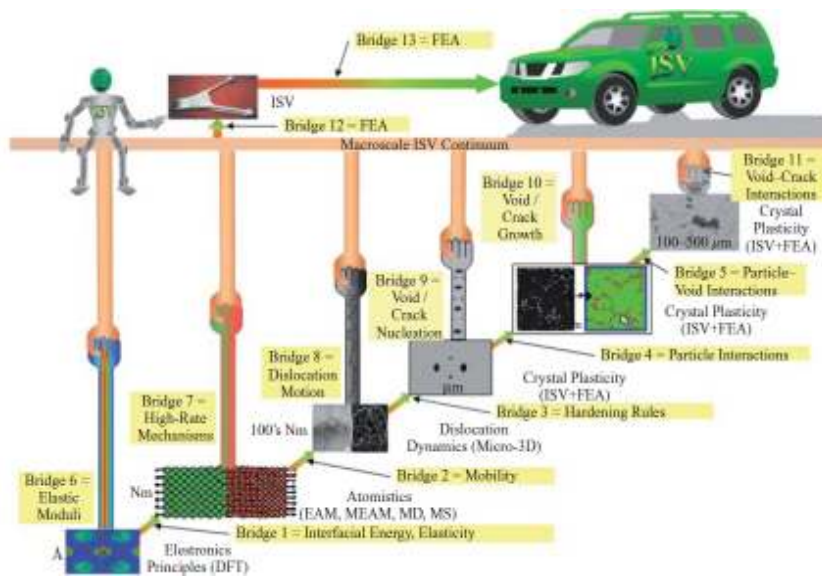 Bridge 13 = FEA
ISV
ISV
Bridge 12 = FEA
Macroscale ISV Continuum
Bridge 11 =
Void–Crack
Interactions
Crystal
Plasticity
(ISV+FEA)
100–500 μm
Bridge 10 =
Void /
Crack
Growth
Bridge 5 = Particle–
Void Interactions
Crystal Plasticity
(ISV+FEA)
Bridge 9 =
Void /
Crack
Nucleation
μm
Bridge 4 = Particle Interactions
Crystal Plasticity
(ISV+FEA)
Bridge 8 =
Dislocation
Motion
100's Nm
Bridge 3 = Hardening Rules
Dislocation
Dynamics (Micro-3D)
Bridge 7 =
High-Rate
Mechanisms
Nm
Bridge 2 = Mobility
Atomistics
(EAM, MEAM, MD, MS)
Bridge 6 =
Elastic
Moduli
A
Bridge 1 = Interfacial Energy, Elasticity
Electronics
Principles (DFT)